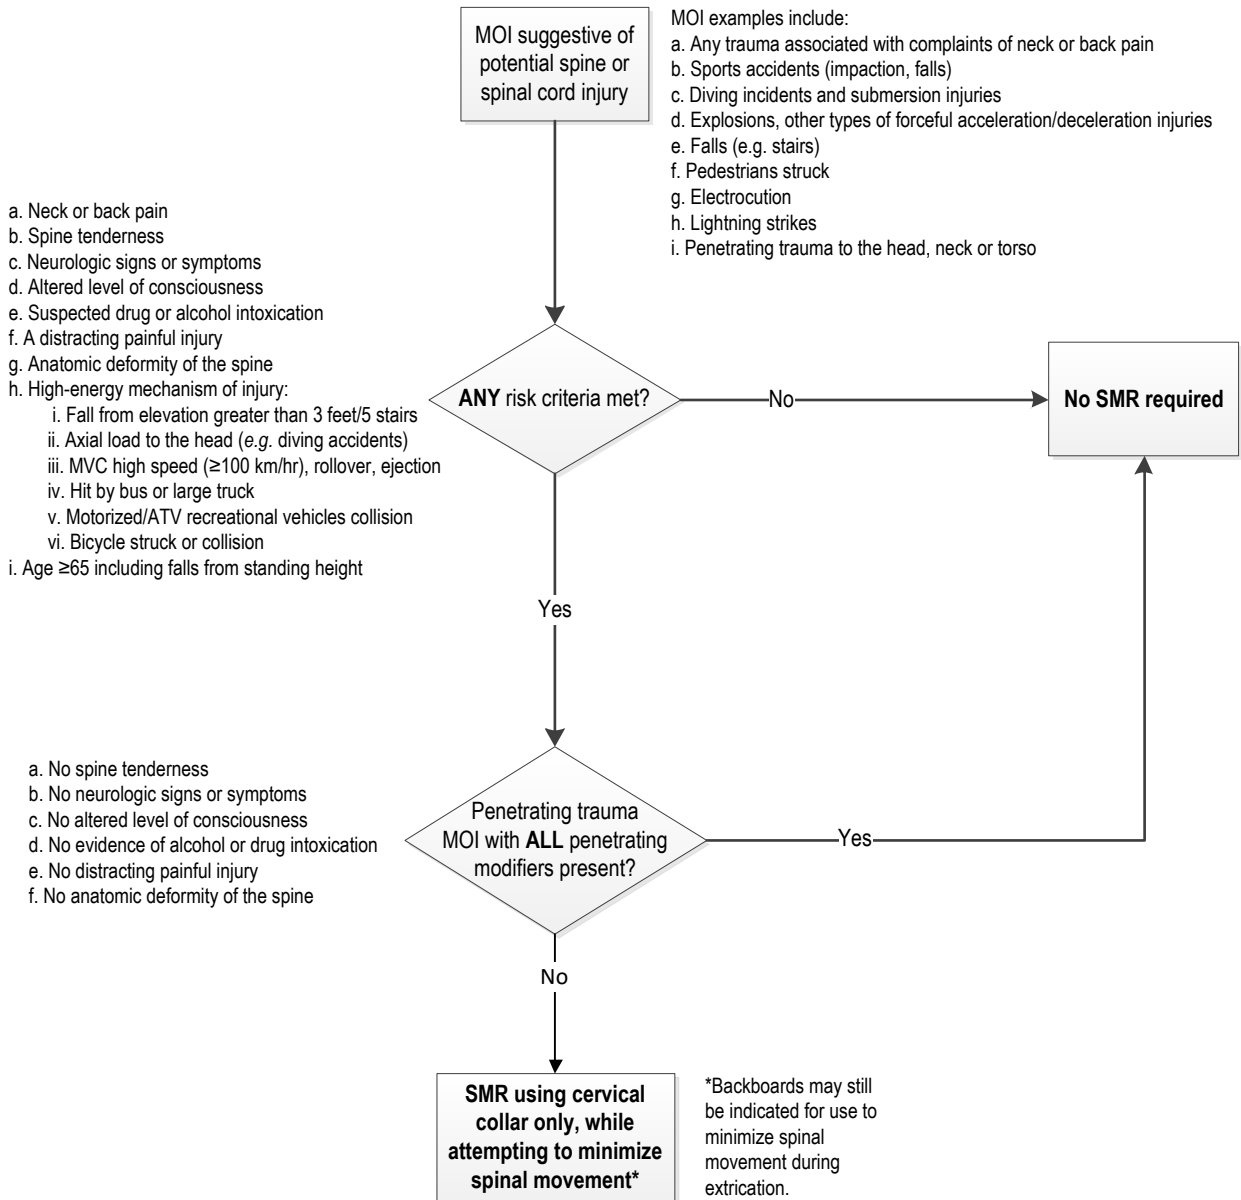 MOI suggestive of
potential spine or
spinal cord injury
MOI examples include:
a. Any trauma associated with complaints of neck or back pain
b. Sports accidents (impaction, falls)
c. Diving incidents and submersion injuries
d. Explosions, other types of forceful acceleration/deceleration injuries
e. Falls (e.g. stairs)
f. Pedestrians struck
g. Electrocution
h. Lightning strikes
i. Penetrating trauma to the head, neck or torso
a. Neck or back pain
b. Spine tenderness
c. Neurologic signs or symptoms
d. Altered level of consciousness
e. Suspected drug or alcohol intoxication
f. A distracting painful injury
g. Anatomic deformity of the spine
h. High-energy mechanism of injury:
i. Fall from elevation greater than 3 feet/5 stairs
ii. Axial load to the head (e.g. diving accidents)
iii. MVC high speed (≥100 km/hr), rollover, ejection
iv. Hit by bus or large truck
v. Motorized/ATV recreational vehicles collision
vi. Bicycle struck or collision
i. Age ≥65 including falls from standing height
ANY risk criteria met?
No
No SMR required
Yes
a. No spine tenderness
b. No neurologic signs or symptoms
c. No altered level of consciousness
d. No evidence of alcohol or drug intoxication
e. No distracting painful injury
f. No anatomic deformity of the spine
Penetrating trauma
MOI with ALL penetrating
modifiers present?
Yes
No
SMR using cervical
collar only, while
attempting to minimize
spinal movement*
*Backboards may still
be indicated for use to
minimize spinal
movement during
extrication.